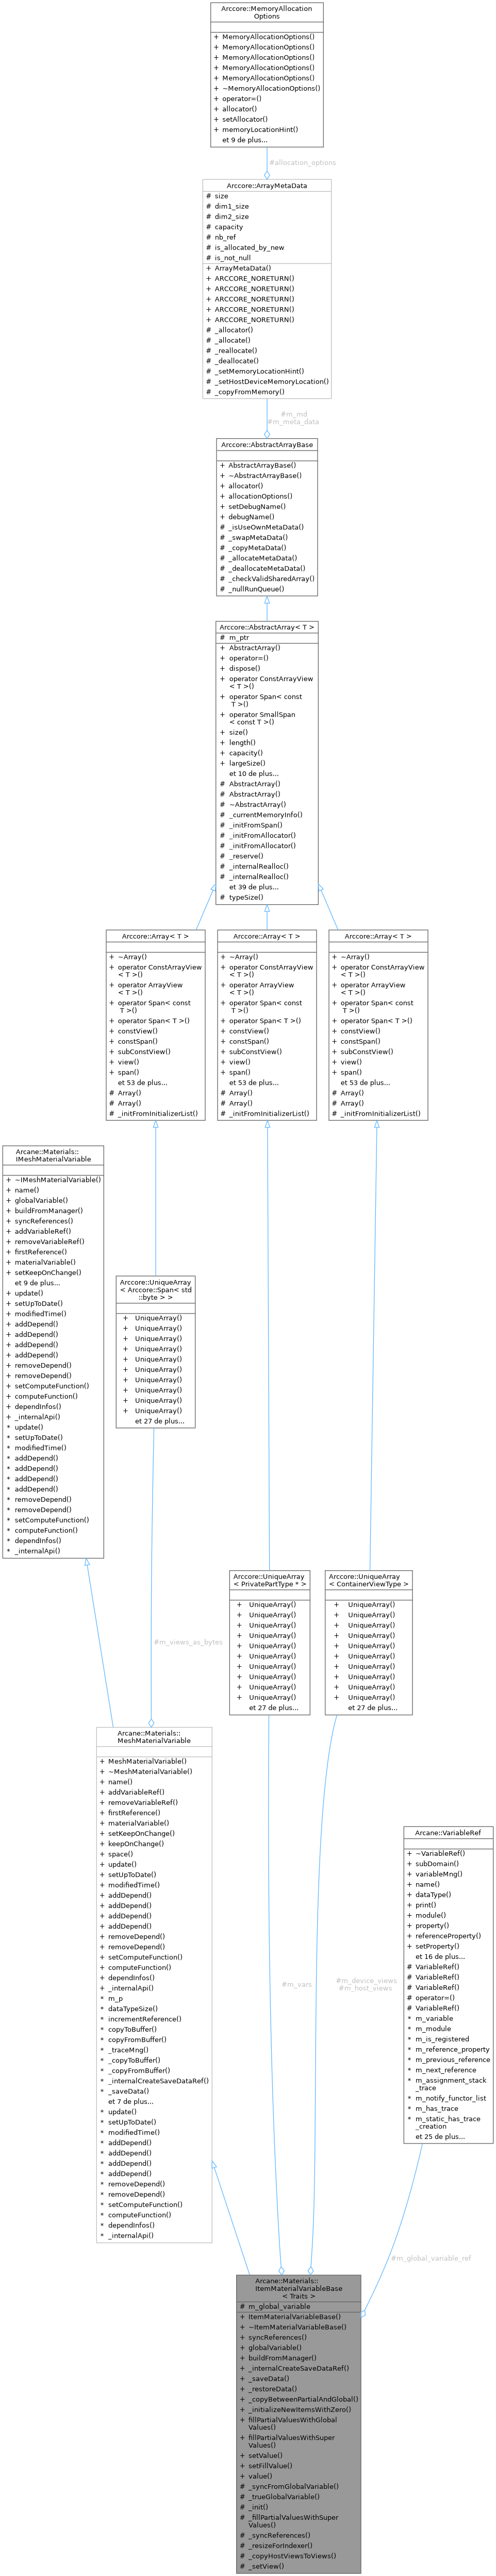 Arccore::MemoryAllocation
Options
+ MemoryAllocationOptions()
+ MemoryAllocationOptions()
+ MemoryAllocationOptions()
+ MemoryAllocationOptions()
+ MemoryAllocationOptions()
+ ~MemoryAllocationOptions()
+ operator=()
+ allocator()
+ setAllocator()
+ memoryLocationHint()
et 9 de plus...
#allocation_options
Arccore::ArrayMetaData
# size
# dim1_size
# dim2_size
# capacity
# nb_ref
# is_allocated_by_new
# is_not_null
+ ArrayMetaData()
+ ARCCORE_NORETURN()
+ ARCCORE_NORETURN()
+ ARCCORE_NORETURN()
+ ARCCORE_NORETURN()
+ ARCCORE_NORETURN()
# _allocator()
# _allocate()
# _reallocate()
# _deallocate()
# _setMemoryLocationHint()
# _setHostDeviceMemoryLocation()
# _copyFromMemory()
#m_md
#m_meta_data
Arccore::AbstractArrayBase
+ AbstractArrayBase()
+ ~AbstractArrayBase()
+ allocator()
+ allocationOptions()
+ setDebugName()
+ debugName()
# _isUseOwnMetaData()
# _swapMetaData()
# _copyMetaData()
# _allocateMetaData()
# _deallocateMetaData()
# _checkValidSharedArray()
# _nullRunQueue()
Arccore::AbstractArray< T >
# m_ptr
+ AbstractArray()
+ operator=()
+ dispose()
+ operator ConstArrayView
< T >()
+ operator Span< const
T >()
+ operator SmallSpan
< const T >()
+ size()
+ length()
+ capacity()
+ largeSize()
et 10 de plus...
# AbstractArray()
# AbstractArray()
# ~AbstractArray()
# _currentMemoryInfo()
# _initFromSpan()
# _initFromAllocator()
# _initFromAllocator()
# _reserve()
# _internalRealloc()
# _internalRealloc()
et 39 de plus...
# typeSize()
Arccore::Array< T >
+ ~Array()
+ operator ConstArrayView
< T >()
+ operator ArrayView
< T >()
+ operator Span< const
T >()
+ operator Span< T >()
+ constView()
+ constSpan()
+ subConstView()
+ view()
+ span()
et 53 de plus...
# Array()
# Array()
# _initFromInitializerList()
Arccore::Array< T >
+ ~Array()
+ operator ConstArrayView
< T >()
+ operator ArrayView
< T >()
+ operator Span< const
T >()
+ operator Span< T >()
+ constView()
+ constSpan()
+ subConstView()
+ view()
+ span()
et 53 de plus...
# Array()
# Array()
# _initFromInitializerList()
Arccore::Array< T >
+ ~Array()
+ operator ConstArrayView
< T >()
+ operator ArrayView
< T >()
+ operator Span< const
T >()
+ operator Span< T >()
+ constView()
+ constSpan()
+ subConstView()
+ view()
+ span()
et 53 de plus...
# Array()
# Array()
# _initFromInitializerList()
Arcane::Materials::
IMeshMaterialVariable
+ ~IMeshMaterialVariable()
+ name()
+ globalVariable()
+ buildFromManager()
+ syncReferences()
+ addVariableRef()
+ removeVariableRef()
+ firstReference()
+ materialVariable()
+ setKeepOnChange()
et 9 de plus...
+ update()
+ setUpToDate()
+ modifiedTime()
+ addDepend()
+ addDepend()
+ addDepend()
+ addDepend()
+ removeDepend()
+ removeDepend()
+ setComputeFunction()
+ computeFunction()
+ dependInfos()
+ _internalApi()
* update()
* setUpToDate()
* modifiedTime()
* addDepend()
* addDepend()
* addDepend()
* addDepend()
* removeDepend()
* removeDepend()
* setComputeFunction()
* computeFunction()
* dependInfos()
* _internalApi()
Arccore::UniqueArray
< Arccore::Span< std
::byte > >
+ UniqueArray()
+ UniqueArray()
+ UniqueArray()
+ UniqueArray()
+ UniqueArray()
+ UniqueArray()
+ UniqueArray()
+ UniqueArray()
+ UniqueArray()
+ UniqueArray()
et 27 de plus...
Arccore::UniqueArray
< PrivatePartType * >
+ UniqueArray()
+ UniqueArray()
+ UniqueArray()
+ UniqueArray()
+ UniqueArray()
+ UniqueArray()
+ UniqueArray()
+ UniqueArray()
+ UniqueArray()
+ UniqueArray()
et 27 de plus...
Arccore::UniqueArray
< ContainerViewType >
+ UniqueArray()
+ UniqueArray()
+ UniqueArray()
+ UniqueArray()
+ UniqueArray()
+ UniqueArray()
+ UniqueArray()
+ UniqueArray()
+ UniqueArray()
+ UniqueArray()
et 27 de plus...
#m_views_as_bytes
Arcane::Materials::
MeshMaterialVariable
+ MeshMaterialVariable()
+ ~MeshMaterialVariable()
+ name()
+ addVariableRef()
+ removeVariableRef()
+ firstReference()
+ materialVariable()
+ setKeepOnChange()
+ keepOnChange()
+ space()
+ update()
+ setUpToDate()
+ modifiedTime()
+ addDepend()
+ addDepend()
+ addDepend()
+ addDepend()
+ removeDepend()
+ removeDepend()
+ setComputeFunction()
+ computeFunction()
+ dependInfos()
+ _internalApi()
* m_p
* dataTypeSize()
* incrementReference()
* copyToBuffer()
* copyFromBuffer()
* _traceMng()
* _copyToBuffer()
* _copyFromBuffer()
* _internalCreateSaveDataRef()
* _saveData()
et 7 de plus...
* update()
* setUpToDate()
* modifiedTime()
* addDepend()
* addDepend()
* addDepend()
* addDepend()
* removeDepend()
* removeDepend()
* setComputeFunction()
* computeFunction()
* dependInfos()
* _internalApi()
Arcane::VariableRef
+ ~VariableRef()
+ subDomain()
+ variableMng()
+ name()
+ dataType()
+ print()
+ module()
+ property()
+ referenceProperty()
+ setProperty()
et 16 de plus...
# VariableRef()
# VariableRef()
# VariableRef()
# operator=()
# VariableRef()
* m_variable
* m_module
* m_is_registered
* m_reference_property
* m_previous_reference
* m_next_reference
* m_assignment_stack
_trace
* m_notify_functor_list
* m_has_trace
* m_static_has_trace
_creation
et 25 de plus...
#m_vars
#m_device_views
#m_host_views
#m_global_variable_ref
Arcane::Materials::
ItemMaterialVariableBase
< Traits >
# m_global_variable
+ ItemMaterialVariableBase()
+ ~ItemMaterialVariableBase()
+ syncReferences()
+ globalVariable()
+ buildFromManager()
+ _internalCreateSaveDataRef()
+ _saveData()
+ _restoreData()
+ _copyBetweenPartialAndGlobal()
+ _initializeNewItemsWithZero()
+ fillPartialValuesWithGlobal
Values()
+ fillPartialValuesWithSuper
Values()
+ setValue()
+ setFillValue()
+ value()
# _syncFromGlobalVariable()
# _trueGlobalVariable()
# _init()
# _fillPartialValuesWithSuper
Values()
# _syncReferences()
# _resizeForIndexer()
# _copyHostViewsToViews()
# _setView()